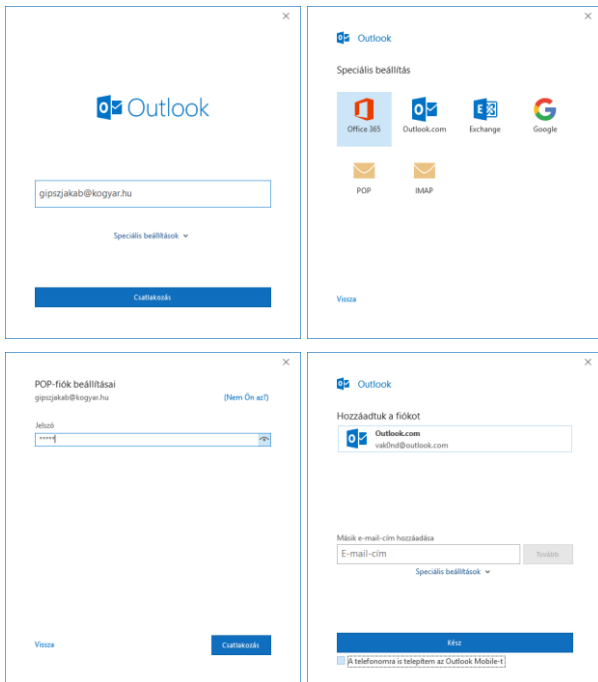 Outlook
gipszjakab@kogyar.hu
Speciális beállítások
Csatlakozás
Outlook
Speciális beállítás
Office 365
Outlook.com
Exchange
Google
POP
IMAP
Vissza
POP-fiók beállításai
gipszjakab@kogyar.hu
(Nem Ön az?)
Jelszó
*****
Vissza
Csatlakozás
Outlook
Hozzáadtuk a fiókot
Outlook.com
vak0nd@outlook.com
Másik e-mail-cím hozzáadása
E-mail-cím
Tovább
Speciális beállítások
Kész
A telefonomra is telepítem az Outlook Mobile-t